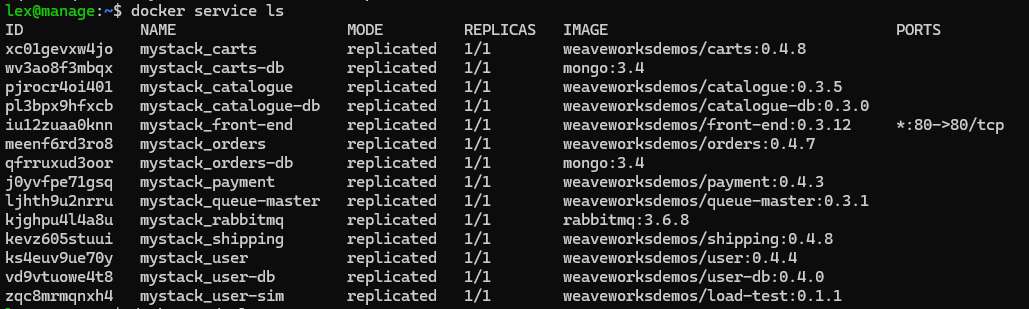 lex@manage:~$ docker service ls
ID NAME MODE REPLICAS IMAGE PORTS
xc01gevxw4jo mystack_carts replicated 1/1 weaveworksdemos/carts:0.4.8
wv3ao8f3mbqx mystack_carts-db replicated 1/1 mongo:3.4
pjrocr4oi401 mystack_catalogue replicated 1/1 weaveworksdemos/catalogue:0.3.5
pl3bpx9hfxcb mystack_catalogue-db replicated 1/1 weaveworksdemos/catalogue-db:0.3.0
iu12zuaa0knn mystack_front-end replicated 1/1 weaveworksdemos/front-end:0.3.12 *:80->80/tcp
meenf6rd3ro8 mystack_orders replicated 1/1 weaveworksdemos/orders:0.4.7
qfrruxud3oor mystack_orders-db replicated 1/1 mongo:3.4
j0yvfpe71gsq mystack_payment replicated 1/1 weaveworksdemos/payment:0.4.3
ljhth9u2nrru mystack_queue-master replicated 1/1 weaveworksdemos/queue-master:0.3.1
kjghpu4l4a8u mystack_rabbitmq replicated 1/1 rabbitmq:3.6.8
kevz605stuui mystack_shipping replicated 1/1 weaveworksdemos/shipping:0.4.8
ks4euv9ue70y mystack_user replicated 1/1 weaveworksdemos/user:0.4.4
vd9vtuowe4t8 mystack_user-db replicated 1/1 weaveworksdemos/user-db:0.4.0
zqc8mrmqnxh4 mystack_user-sim replicated 1/1 weaveworksdemos/load-test:0.1.1